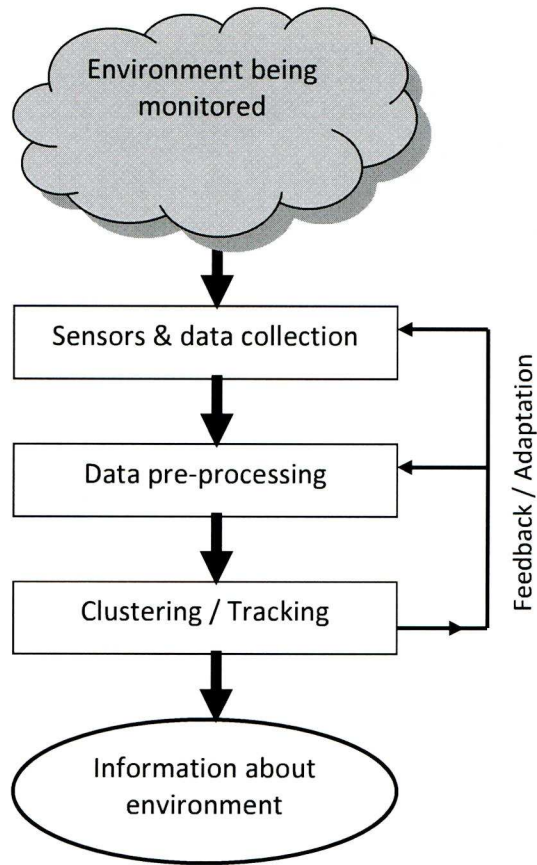 Environment being
monitored
Sensors & data collection
Data pre-processing
Clustering / Tracking
Feedback / Adaptation
Information about
environment